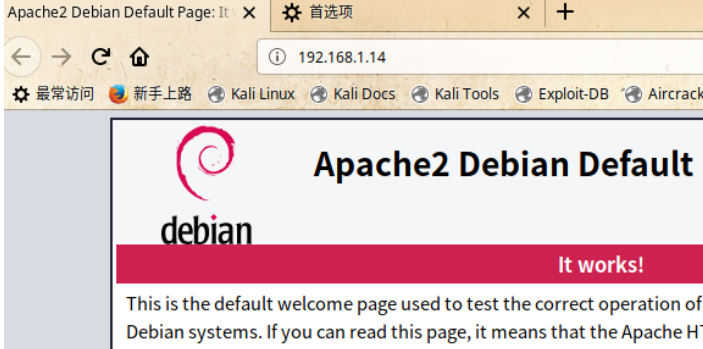 Apache2 Debian Default Page: It
首选项
192.168.1.14
最常访问 新手上路 Kali Linux Kali Docs Kali Tools Exploit-DB Aircrack
debian
Apache2 Debian Default
It works!
This is the default welcome page used to test the correct operation of
Debian systems. If you can read this page, it means that the Apache HT